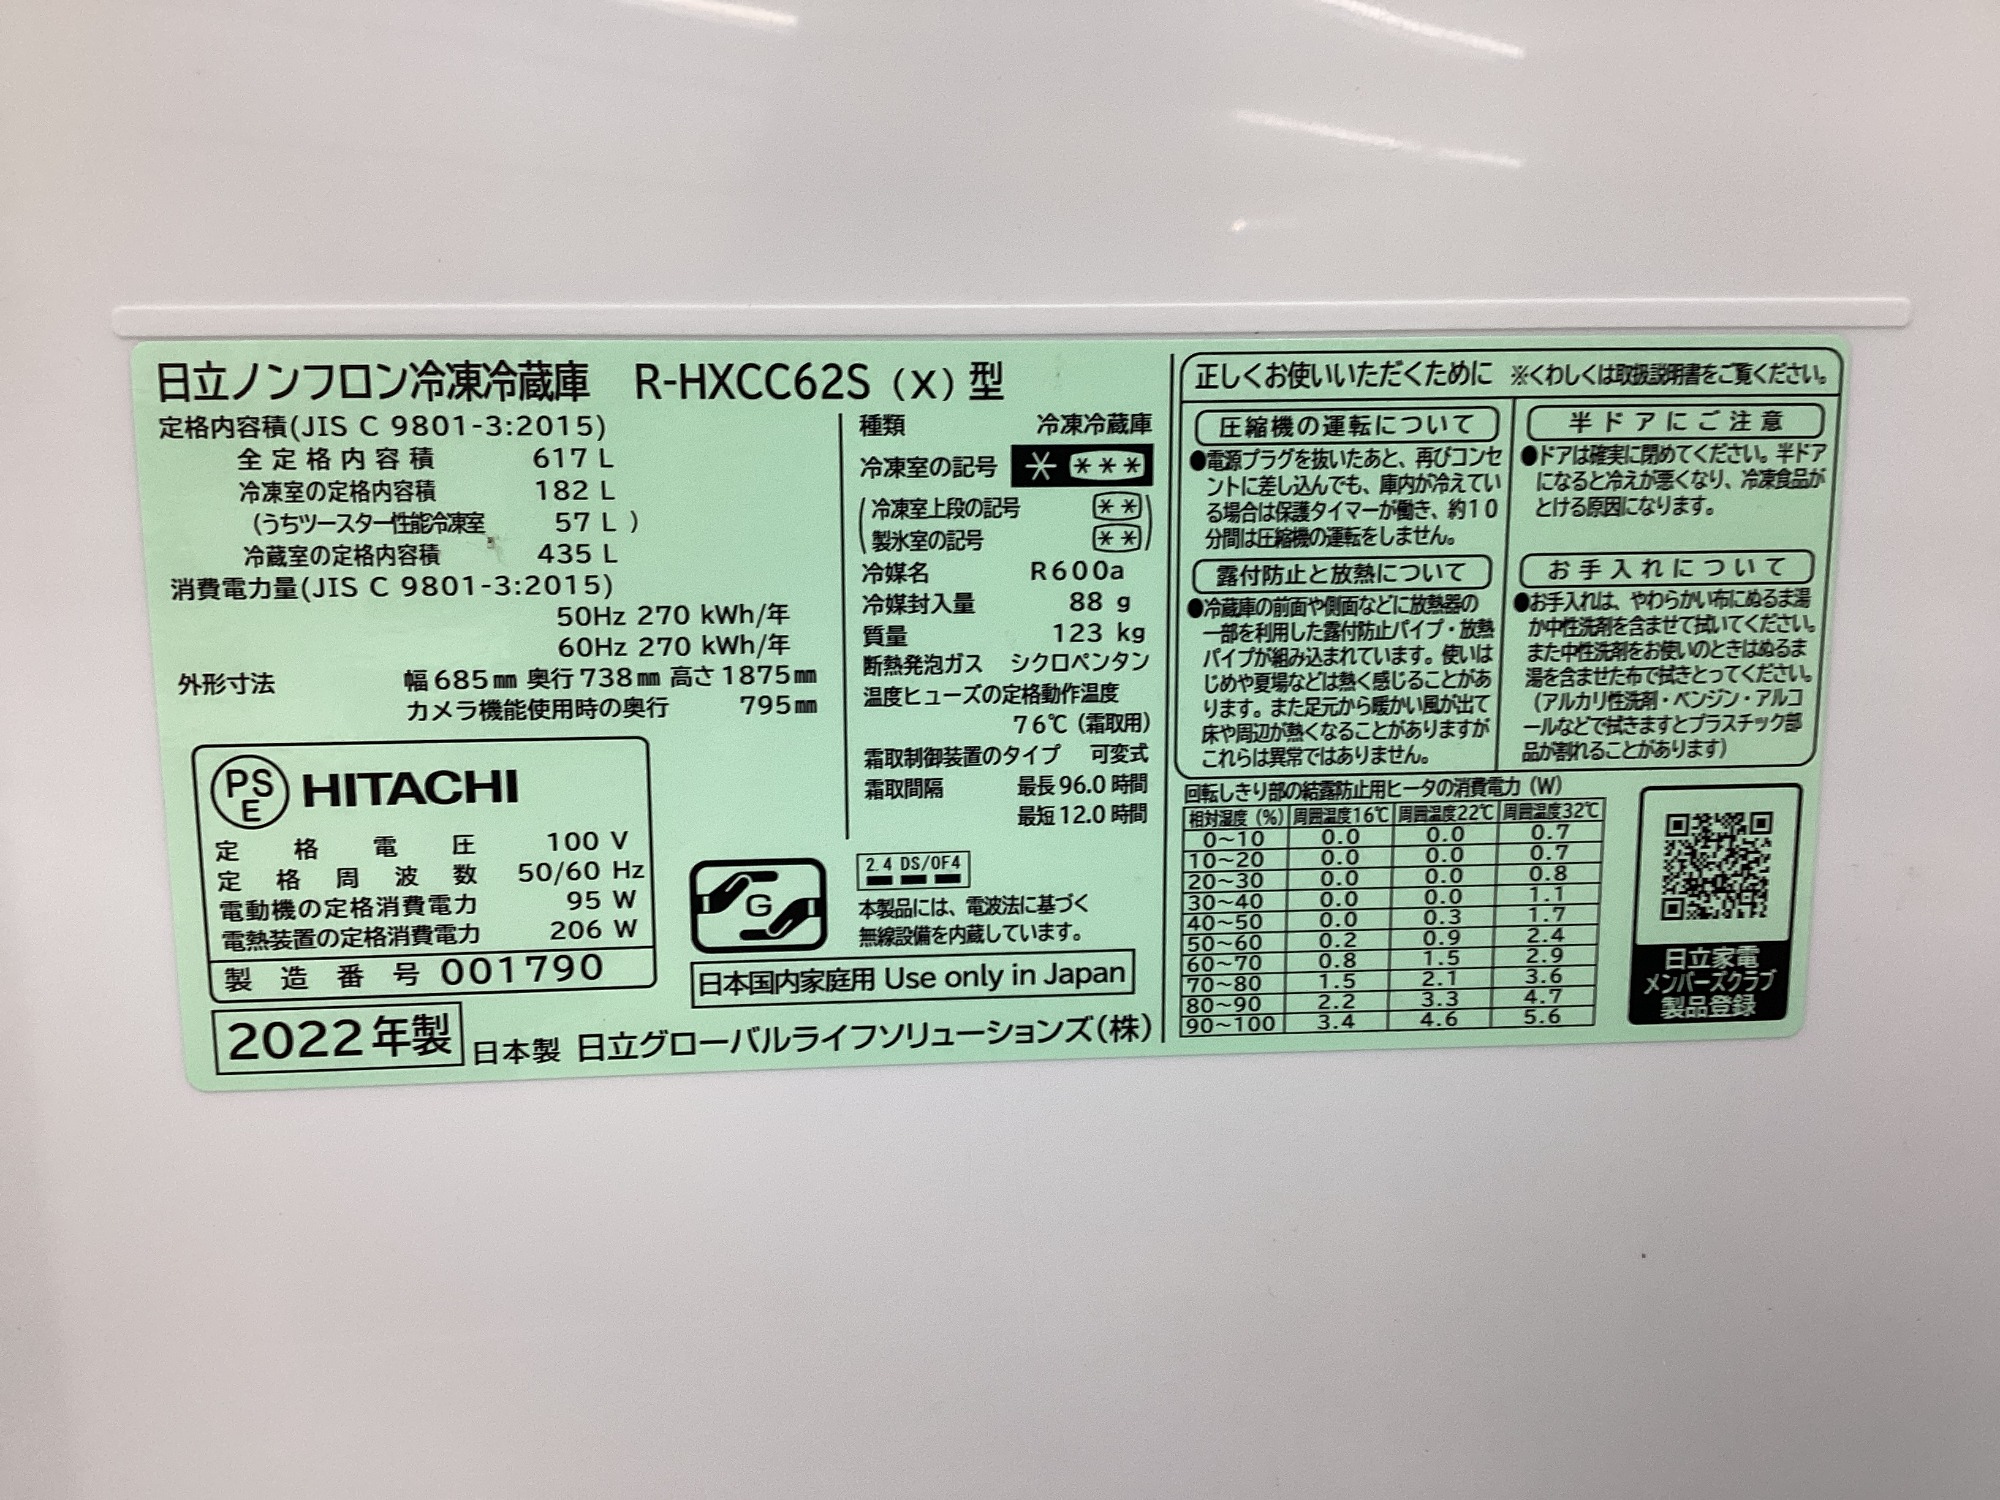 日立ノンフロン冷凍冷蔵庫 R-HXCC62S (X) 型
定格内容積(JIS C 9801-3:2015)
全定格内容積 617 L
冷凍室の定格内容積 182 L
(うちツースター性能冷凍室 57 L )
冷蔵室の定格内容積 435 L
消費電力量(JIS C 9801-3:2015)
50Hz 270 kWh/年
60Hz 270 kWh/年
外形寸法 幅685㎜ 奥行738㎜ 高さ1875㎜
カメラ機能使用時の奥行 795㎜
PS
E
HITACHI
定格電圧 100 V
定格周波数 50/60 Hz
電動機の定格消費電力 95 W
電熱装置の定格消費電力 206 W
製造番号 001790
2022年製
日本製 日立グローバルライフソリューションズ(株)
種類 冷凍冷蔵庫
冷凍室の記号 * ***
冷凍室上段の記号 **
製氷室の記号 **
冷媒名 R600a
冷媒封入量 88 g
質量 123 kg
断熱発泡ガス シクロペンタン
温度ヒューズの定格動作温度
76℃(霜取用)
霜取制御装置のタイプ 可変式
霜取間隔 最長96.0時間
最短12.0時間
G
2.4 DS/OF4
本製品には、電波法に基づく
無線設備を内蔵しています。
日本国内家庭用 Use only in Japan
正しくお使いいただくために ※くわしくは取扱説明書をご覧ください。
圧縮機の運転について
●電源プラグを抜いたあと、再びコンセ
ントに差し込んでも、庫内が冷えてい
る場合は保護タイマーが働き、約10
分間は圧縮機の運転をしません。
露付防止と放熱について
●冷蔵庫の前面や側面などに放熱器の
一部を利用した露付防止パイプ・放熱
パイプが組み込まれています。使いは
じめや夏場などは熱く感じることがあ
ります。また足元から暖かい風が出て
床や周辺が熱くなることがありますが
これらは異常ではありません。
半ドアにご注意
●ドアは確実に閉めてください。半ドア
になると冷えが悪くなり、冷凍食品が
とける原因になります。
お手入れについて
●お手入れは、やわらかい布にぬるま湯
か中性洗剤を含ませて拭いてください。
また中性洗剤をお使いのときはぬるま
湯を含ませた布で拭きとってください。
(アルカリ性洗剤・ベンジン・アルコ
ールなどで拭きますとプラスチック部
品が割れることがあります)
回転しきり部の結露防止用ヒータの消費電力(W)
相対湿度(%) 周囲温度16℃ 周囲温度22℃ 周囲温度32℃
0～10 0.0 0.0 0.7
10～20 0.0 0.0 0.7
20～30 0.0 0.0 0.8
30～40 0.0 0.0 1.1
40～50 0.0 0.3 1.7
50～60 0.2 0.9 2.4
60～70 0.8 1.5 2.9
70～80 1.5 2.1 3.6
80～90 2.2 3.3 4.7
90～100 3.4 4.6 5.6
日立家電
メンバーズクラブ
製品登録